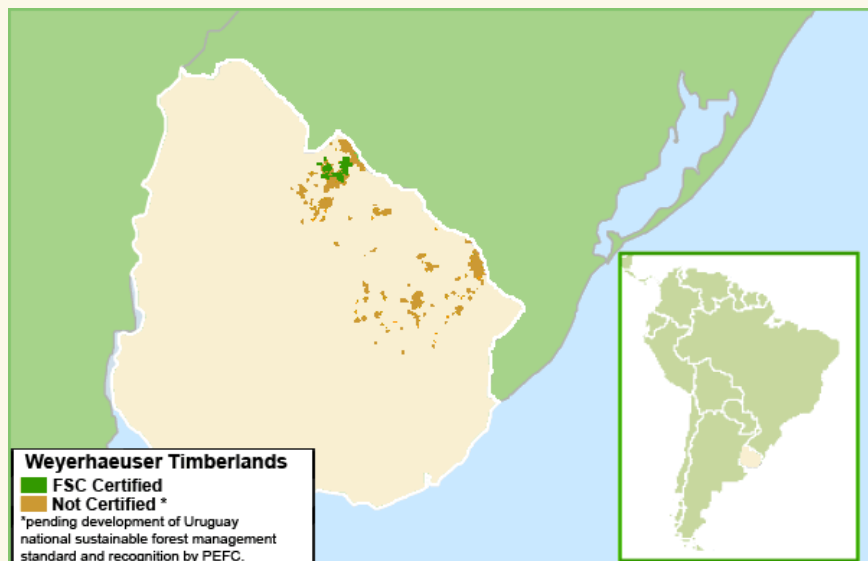 Weyerhaeuser Timberlands
FSC Certified
Not Certified *
*pending development of Uruguay
national sustainable forest management
standard and recognition by PEFC.